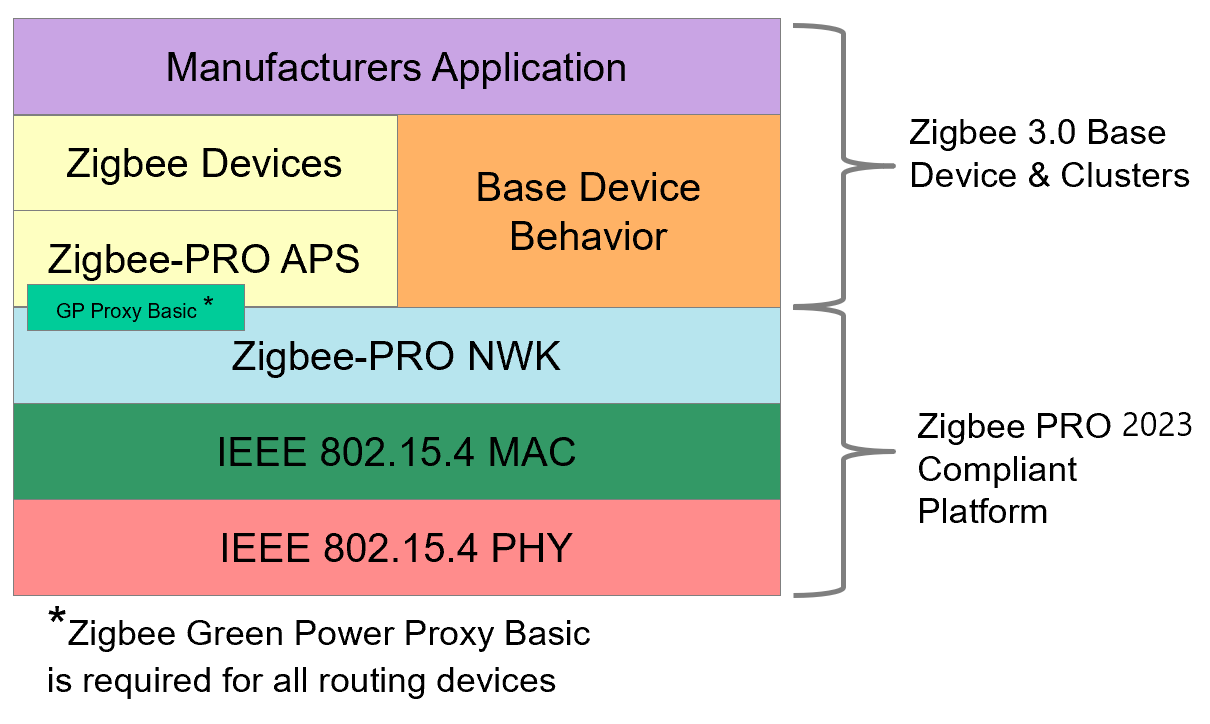 Manufacturers Application
Zigbee Devices
Base Device
Behavior
Zigbee-PRO APS
GP Proxy Basic *
Zigbee-PRO NWK
IEEE 802.15.4 MAC
IEEE 802.15.4 PHY
Zigbee 3.0 Base
Device & Clusters
Zigbee PRO 2023
Compliant
Platform
*Zigbee Green Power Proxy Basic
is required for all routing devices